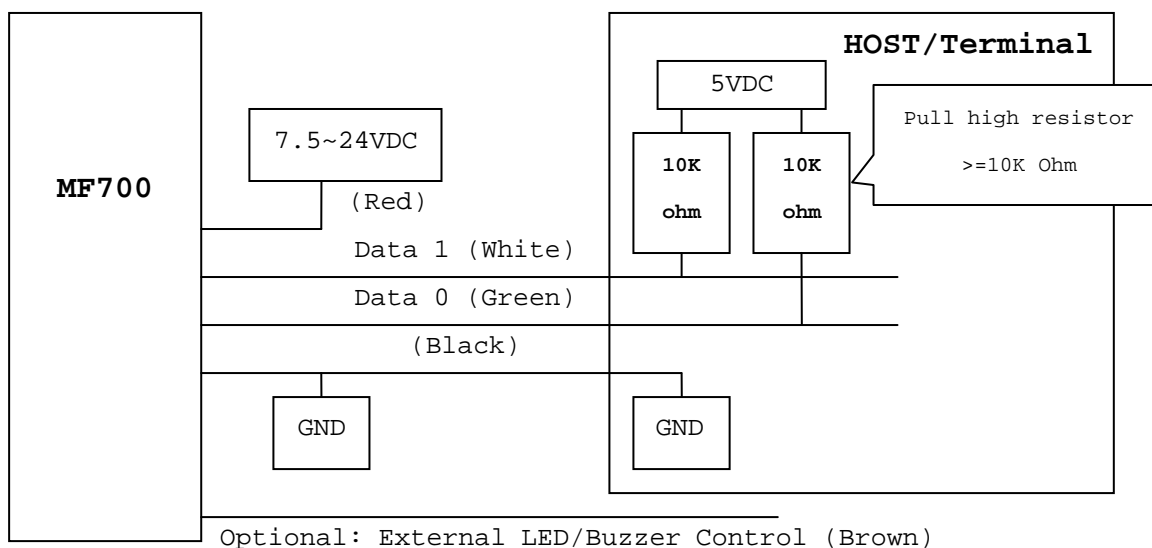 HOST/Terminal
5VDC
Pull high resistor
>=10K Ohm
7.5~24VDC
10K
ohm
10K
ohm
MF700
(Red)
Data 1 (White)
Data 0 (Green)
(Black)
GND
GND
Optional: External LED/Buzzer Control (Brown)